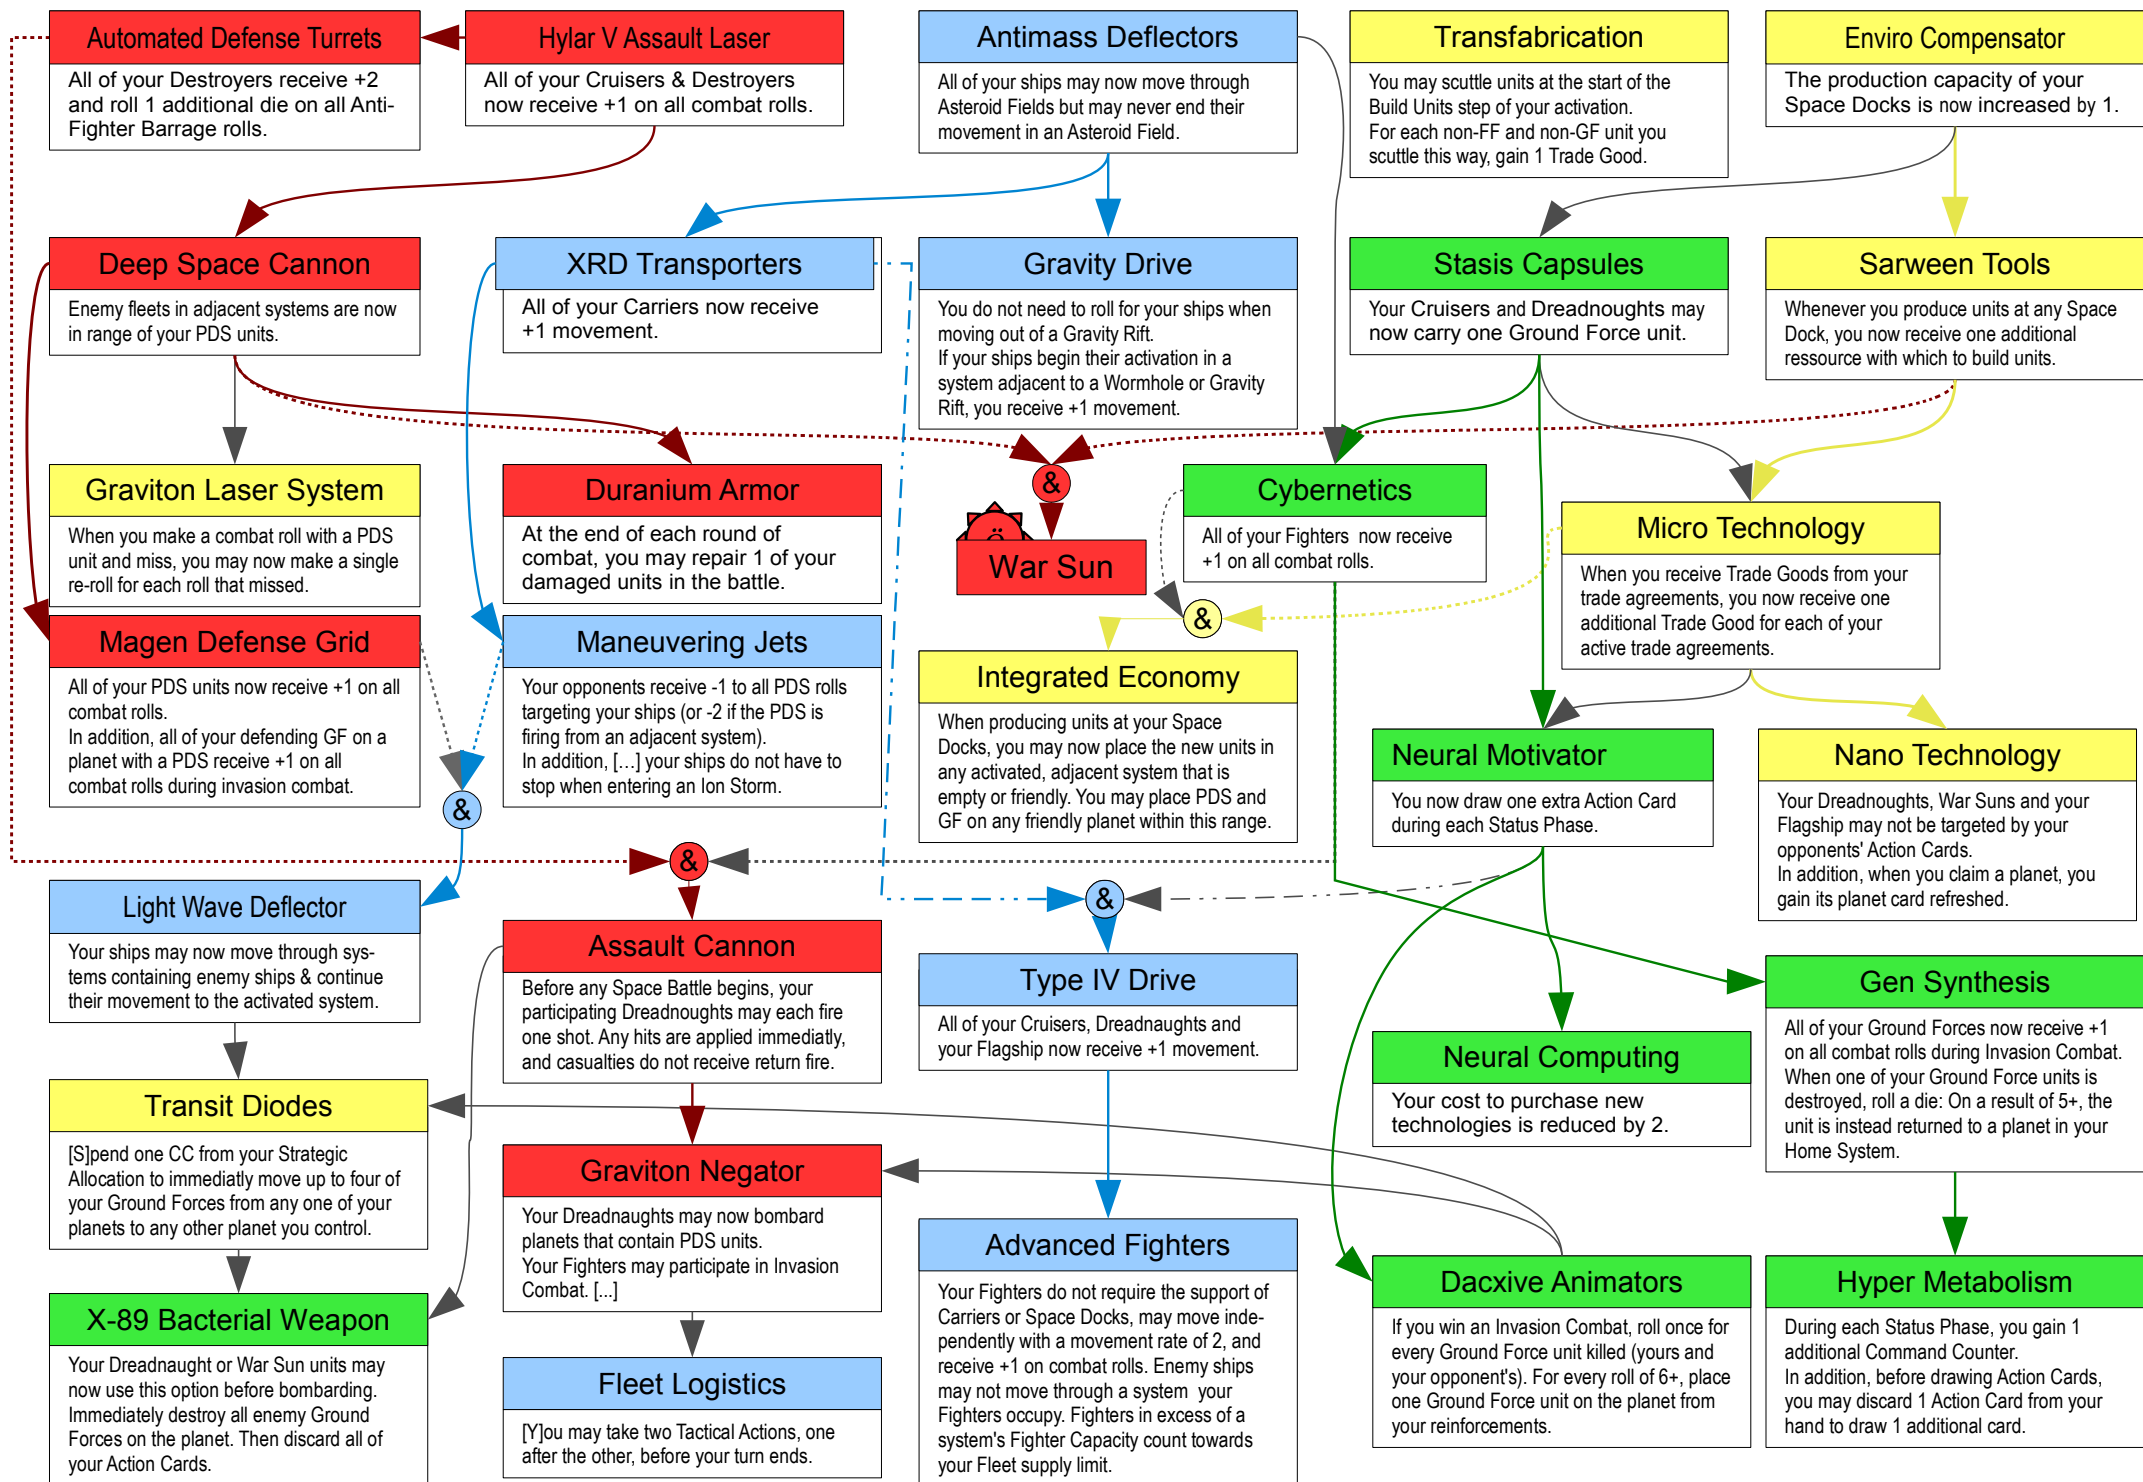 Automated Defense Turrets
All of your Destroyers receive +2
and roll 1 additional die on all Anti-
Fighter Barrage rolls.
Hylar V Assault Laser
All of your Cruisers & Destroyers
now receive +1 on all combat rolls.
Antimass Deflectors
All of your ships may now move through
Asteroid Fields but may never end their
movement in an Asteroid Field.
Transfabrication
You may scuttle units at the start of the
Build Units step of your activation.
For each non-FF and non-GF unit you
scuttle this way, gain 1 Trade Good.
Enviro Compensator
The production capacity of your
Space Docks is now increased by 1.
Deep Space Cannon
Enemy fleets in adjacent systems are now
in range of your PDS units.
XRD Transporters
All of your Carriers now receive
+1 movement.
Gravity Drive
You do not need to roll for your ships when
moving out of a Gravity Rift.
If your ships begin their activation in a
system adjacent to a Wormhole or Gravity
Rift, you receive +1 movement.
Stasis Capsules
Your Cruisers and Dreadnoughts may
now carry one Ground Force unit.
Sarween Tools
Whenever you produce units at any Space
Dock, you now receive one additional
ressource with which to build units.
Graviton Laser System
When you make a combat roll with a PDS
unit and miss, you may now make a single
re-roll for each roll that missed.
Duranium Armor
At the end of each round of
combat, you may repair 1 of your
damaged units in the battle.
&
War Sun
Cybernetics
All of your Fighters now receive
+1 on all combat rolls.
&
Micro Technology
When you receive Trade Goods from your
trade agreements, you now receive one
additional Trade Good for each of your
active trade agreements.
Magen Defense Grid
All of your PDS units now receive +1 on all
combat rolls.
In addition, all of your defending GF on a
planet with a PDS receive +1 on all
combat rolls during invasion combat.
Maneuvering Jets
Your opponents receive -1 to all PDS rolls
targeting your ships (or -2 if the PDS is
firing from an adjacent system).
In addition, [...] your ships do not have to
stop when entering an Ion Storm.
&
Integrated Economy
When producing units at your Space
Docks, you may now place the new units in
any activated, adjacent system that is
empty or friendly. You may place PDS and
GF on any friendly planet within this range.
Neural Motivator
You now draw one extra Action Card
during each Status Phase.
Nano Technology
Your Dreadnoughts, War Suns and your
Flagship may not be targeted by your
opponents' Action Cards.
In addition, when you claim a planet, you
gain its planet card refreshed.
&
&
Light Wave Deflector
Your ships may now move through sys-
tems containing enemy ships & continue
their movement to the activated system.
Assault Cannon
Before any Space Battle begins, your
participating Dreadnoughts may each fire
one shot. Any hits are applied immediatly,
and casualties do not receive return fire.
Type IV Drive
All of your Cruisers, Dreadnaughts and
your Flagship now receive +1 movement.
Neural Computing
Your cost to purchase new
technologies is reduced by 2.
Gen Synthesis
All of your Ground Forces now receive +1
on all combat rolls during Invasion Combat.
When one of your Ground Force units is
destroyed, roll a die: On a result of 5+, the
unit is instead returned to a planet in your
Home System.
Transit Diodes
[S]pend one CC from your Strategic
Allocation to immediatly move up to four of
your Ground Forces from any one of your
planets to any other planet you control.
Graviton Negator
Your Dreadnaughts may now bombard
planets that contain PDS units.
Your Fighters may participate in Invasion
Combat. [...]
Advanced Fighters
Your Fighters do not require the support of
Carriers or Space Docks, may move inde-
pendently with a movement rate of 2, and
receive +1 on combat rolls. Enemy ships
may not move through a system your
Fighters occupy. Fighters in excess of a
system's Fighter Capacity count towards
your Fleet supply limit.
Dacxive Animators
If you win an Invasion Combat, roll once for
every Ground Force unit killed (yours and
your opponent's). For every roll of 6+, place
one Ground Force unit on the planet from
your reinforcements.
Hyper Metabolism
During each Status Phase, you gain 1
additional Command Counter.
In addition, before drawing Action Cards,
you may discard 1 Action Card from your
hand to draw 1 additional card.
X-89 Bacterial Weapon
Your Dreadnaught or War Sun units may
now use this option before bombarding.
Immediately destroy all enemy Ground
Forces on the planet. Then discard all of
your Action Cards.
Fleet Logistics
[Y]ou may take two Tactical Actions, one
after the other, before your turn ends.